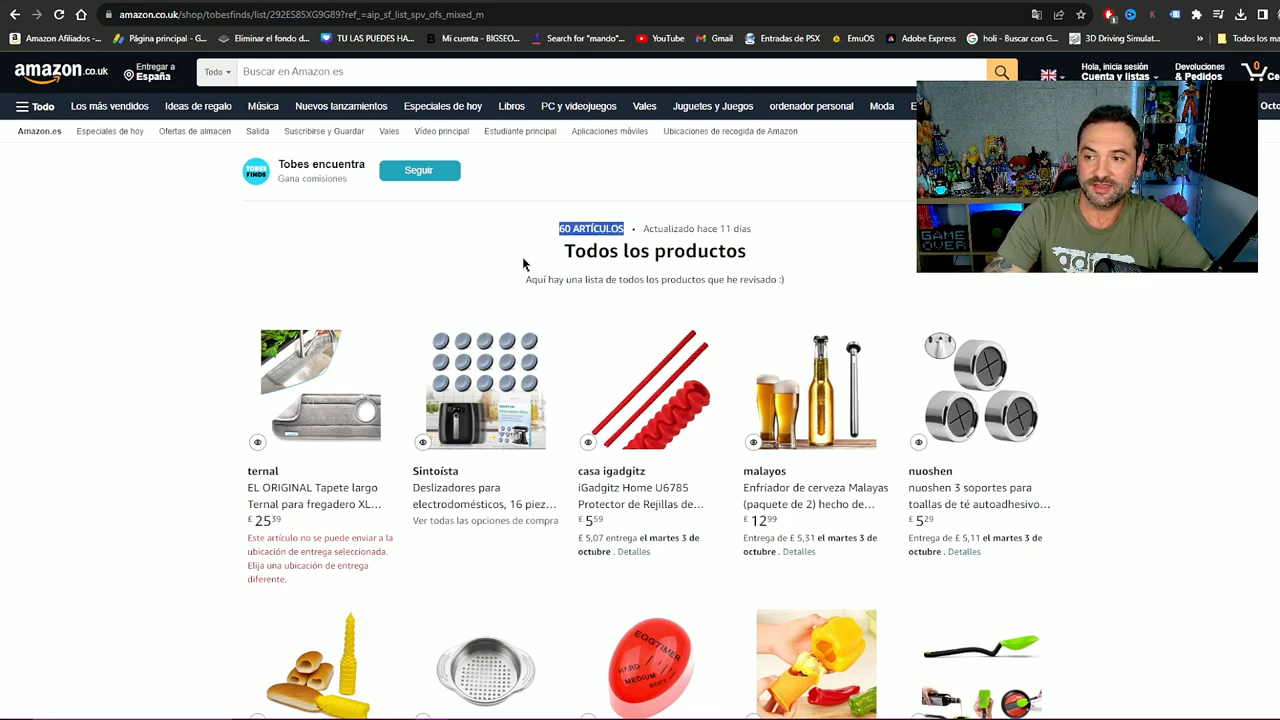 amazon.co.uk/shop/tobesfinds/list/292ES85XG9G89?ref_=aip_sf_list_spv_ofs_mixed_m
Amazon Afiliados -...
Página principal - G...
Eliminar el fondo d...
TU LAS PUEDES HA...
Mi cuenta - BIGSEO...
Search for "mando"...
YouTube
Gmail
Entradas de PSX
EmuOS
Adobe Express
holi - Buscar con G...
3D Driving Simulat...
Todos los ma
amazon.co.uk
Entregar a
España
Todo
Buscar en Amazon.es
Hola, inicia sesión
Cuenta y listas
Devoluciones
& Pedidos
0
Ce
Todo
Los más vendidos
Ideas de regalo
Música
Nuevos lanzamientos
Especiales de hoy
Libros
PC y videojuegos
Vales
Juguetes y Juegos
ordenador personal
Moda
E
Octo
Amazon.es
Especiales de hoy
Ofertas de almacen
Salida
Suscribirse y Guardar
Vales
Vídeo principal
Estudiante principal
Aplicaciones móviles
Ubicaciones de recogida de Amazon
TOBES
FINDS
Tobes encuentra
Gana comisiones
Seguir
GAME
OVER
adidas
60 ARTÍCULOS • Actualizado hace 11 días
Todos los productos
Aquí hay una lista de todos los productos que he revisado :)
ternal
EL ORIGINAL Tapete largo
Ternal para fregadero XL...
£ 25 39
Este artículo no se puede enviar a la
ubicación de entrega seleccionada.
Elija una ubicación de entrega
diferente.
Sintoísta
Deslizadores para
electrodomésticos, 16 piez...
Ver todas las opciones de compra
casa igadgitz
iGadgitz Home U6785
Protector de Rejillas de...
£ 5 59
£ 5,07 entrega el martes 3 de
octubre . Detalles
malayos
Enfriador de cerveza Malayas
(paquete de 2) hecho de...
£ 12 99
Entrega de £ 5,31 el martes 3 de
octubre . Detalles
nuoshen
nuoshen 3 soportes para
toallas de té autoadhesivo...
£ 5 29
Entrega de £ 5,11 el martes 3 de
octubre . Detalles
EGGTIMER
HARD
MEDIUM
SOFT